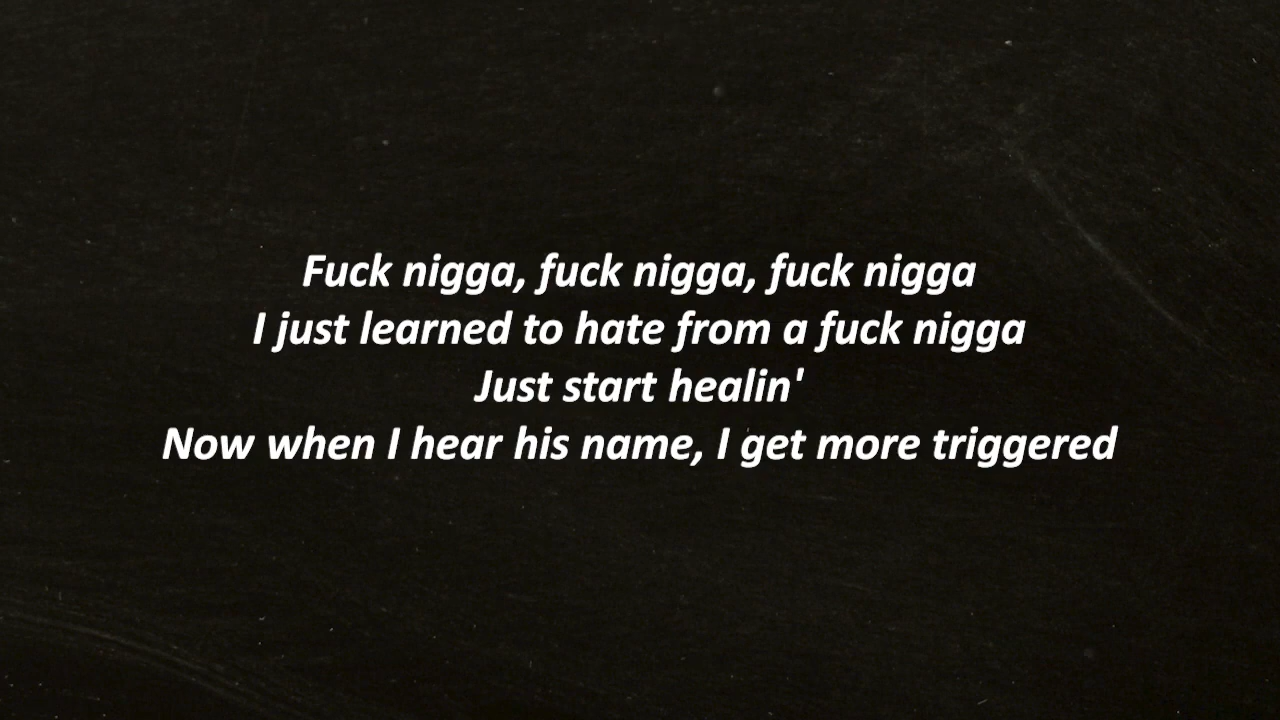 Fuck nigga, fuck nigga, fuck nigga
I just learned to hate from a fuck nigga
Just start healin'
Now when I hear his name, I get more triggered